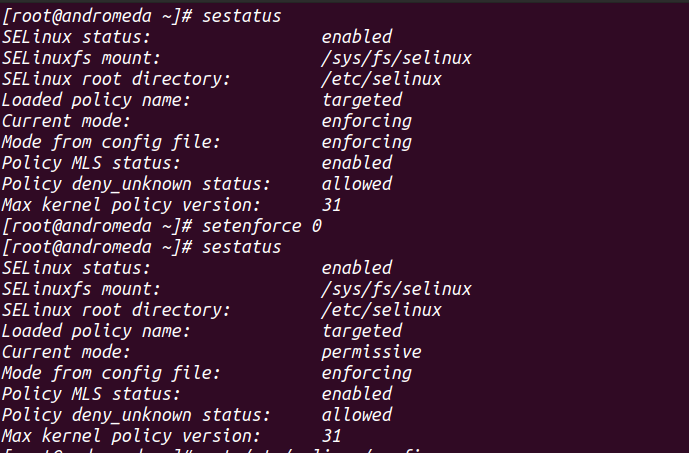 [root@andromeda ~]# sestatus
SELinux status:                 enabled
SELinuxfs mount:                /sys/fs/selinux
SELinux root directory:         /etc/selinux
Loaded policy name:             targeted
Current mode:                   enforcing
Mode from config file:          enforcing
Policy MLS status:              enabled
Policy deny_unknown status:     allowed
Max kernel policy version:      31
[root@andromeda ~]# setenforce 0
[root@andromeda ~]# sestatus
SELinux status:                 enabled
SELinuxfs mount:                /sys/fs/selinux
SELinux root directory:         /etc/selinux
Loaded policy name:             targeted
Current mode:                   permissive
Mode from config file:          enforcing
Policy MLS status:              enabled
Policy deny_unknown status:     allowed
Max kernel policy version:      31